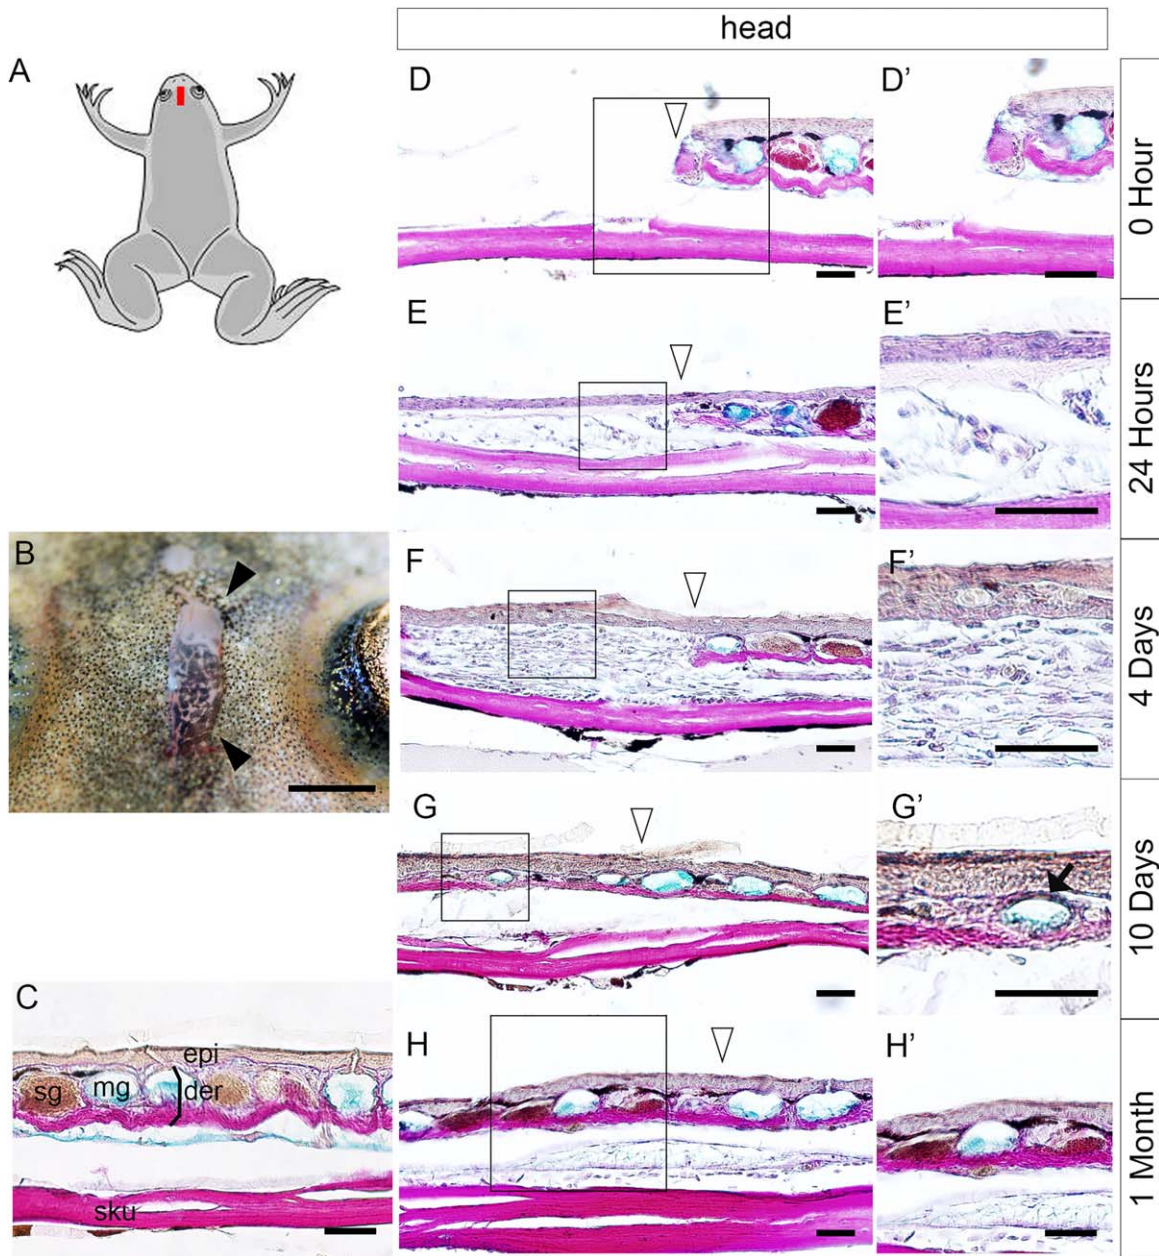 head
A
D
D'
0 Hour
E
E'
24 Hours
B
F
F'
4 Days
G
G'
10 Days
C
epi
sg
mg
der
sku
H
H'
1 Month